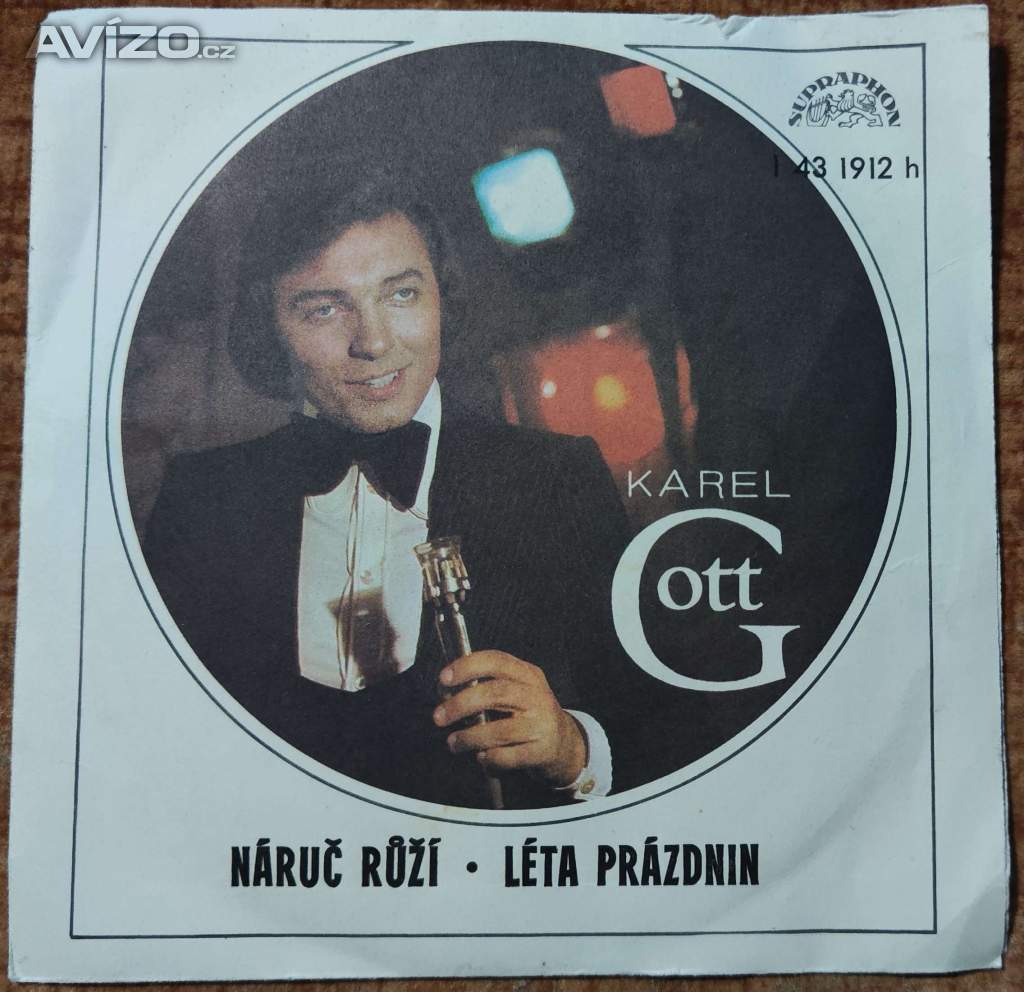 AVÍZO.cz
SUPRAPHON
1 43 1912 h
KAREL
Gott
NÁRUČ RŮŽÍ • LÉTA PRÁZDNIN